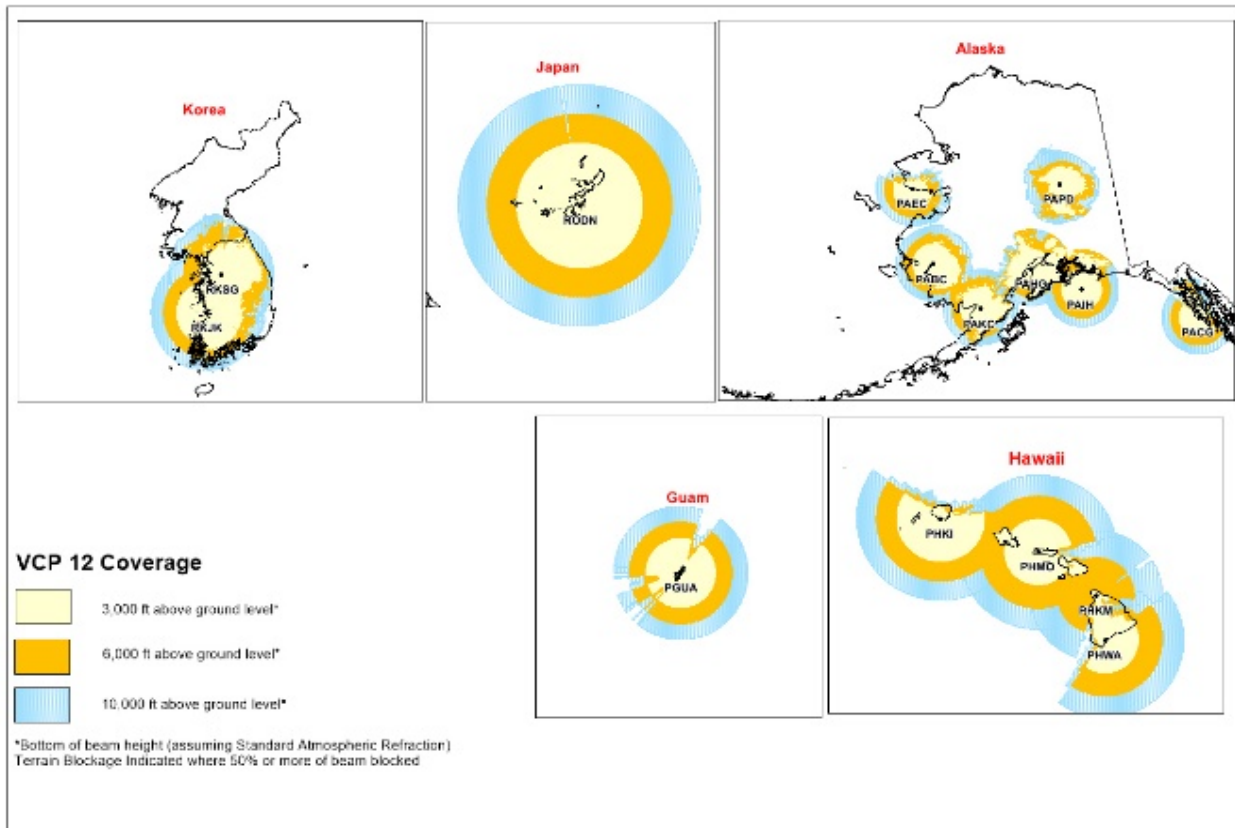 Korea
Japan
Alaska
RKSG
RKJK
RODN
PAEC
PAPD
PABC
PAHG
PAIH
PAKC
PACG
Guam
Hawaii
PGUA
PHKI
PHMO
PHKM
PHWA
VCP 12 Coverage
3,000 ft above ground level*
6,000 ft above ground level*
10,000 ft above ground level*
*Bottom of beam height (assuming Standard Atmospheric Refraction)
Terrain Blockage Indicated where 50% or more of beam blocked